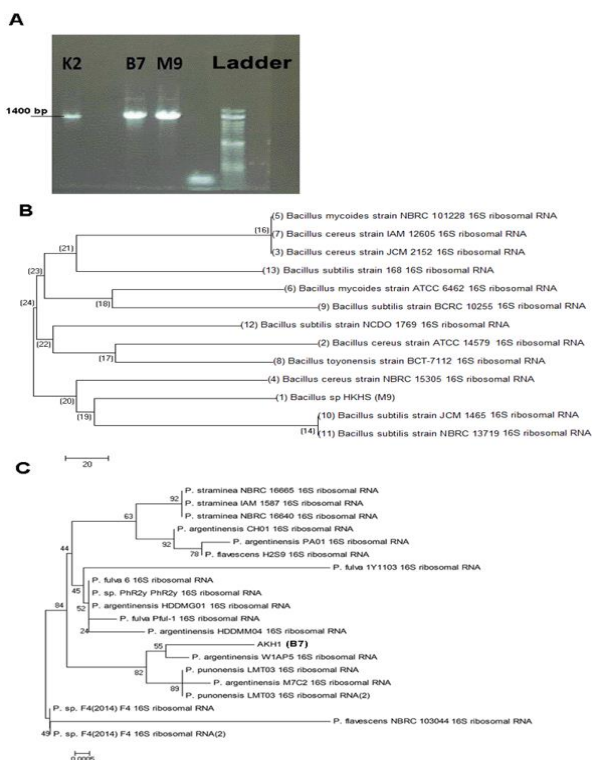 A
K2 B7 M9 Ladder
1400 bp
B
(5) Bacillus mycoides strain NBRC 101228 16S ribosomal RNA
(16)
(7) Bacillus cereus strain IAM 12605 16S ribosomal RNA
(21)
(3) Bacillus cereus strain JCM 2152 16S ribosomal RNA
(23)
(13) Bacillus subtilis strain 168 16S ribosomal RNA
(6) Bacillus mycoides strain ATCC 6462 16S ribosomal RNA
(24)
(18)
(9) Bacillus subtilis strain BCRC 10255 16S ribosomal RNA
(12) Bacillus subtilis strain NCDO 1769 16S ribosomal RNA
(22)
(2) Bacillus cereus strain ATCC 14579 16S ribosomal RNA
(17)
(8) Bacillus toyonensis strain BCT-7112 16S ribosomal RNA
(4) Bacillus cereus strain NBRC 15305 16S ribosomal RNA
(20)
(1) Bacillus sp HKHS (M9)
(19)
(10) Bacillus subtilis strain JCM 1465 16S ribosomal RNA
(14)
(11) Bacillus subtilis strain NBRC 13719 16S ribosomal RNA
20
C
P. straminea NBRC 16665 16S ribosomal RNA
92
P. straminea IAM 1587 16S ribosomal RNA
63
P. straminea NBRC 16640 16S ribosomal RNA
P. argentinensis CH01 16S ribosomal RNA
92
P. argentinensis PA01 16S ribosomal RNA
44
78
P. flavescens H2S9 16S ribosomal RNA
P. fulva 1Y1103 16S ribosomal RNA
45
P. fulva 6 16S ribosomal RNA
P. sp. PhR2y PhR2y 16S ribosomal RNA
84
52
P. argentinensis HDDMG01 16S ribosomal RNA
P. fulva Pful-1 16S ribosomal RNA
24
P. argentinensis HDDMM04 16S ribosomal RNA
55
AKH1 (B7)
P. argentinensis W1AP5 16S ribosomal RNA
82
P. punonensis LMT03 16S ribosomal RNA
P. argentinensis M7C2 16S ribosomal RNA
89
P. punonensis LMT03 16S ribosomal RNA(2)
P. sp. F4(2014) F4 16S ribosomal RNA
P. flavescens NBRC 103044 16S ribosomal RNA
49
P. sp. F4(2014) F4 16S ribosomal RNA(2)
0.0005